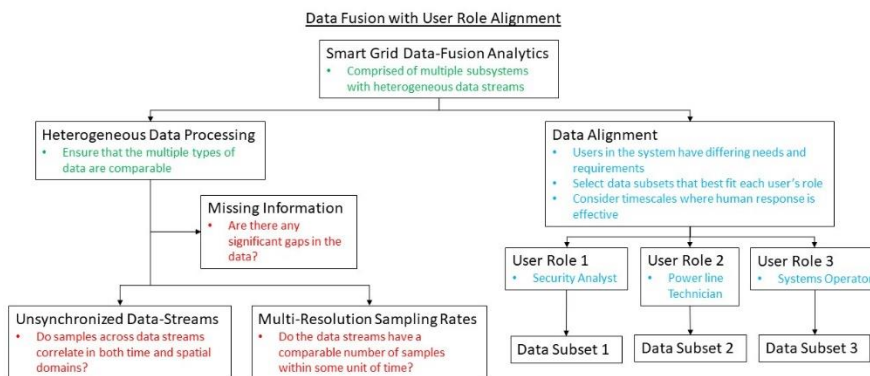 Data Fusion with User Role Alignment
Smart Grid Data-Fusion Analytics
• Comprised of multiple subsystems
with heterogeneous data streams
Heterogeneous Data Processing
• Ensure that the multiple types of
data are comparable
Data Alignment
• Users in the system have differing needs and
requirements
• Select data subsets that best fit each user's role
• Consider timescales where human response is
effective
Missing Information
• Are there any
significant gaps in the
data?
User Role 1
• Security Analyst
User Role 2
• Power line
Technician
User Role 3
• Systems Operator
Unsynchronized Data-Streams
• Do samples across data streams
correlate in both time and spatial
domains?
Multi-Resolution Sampling Rates
• Do the data streams have a
comparable number of samples
within some unit of time?
Data Subset 1
Data Subset 2
Data Subset 3